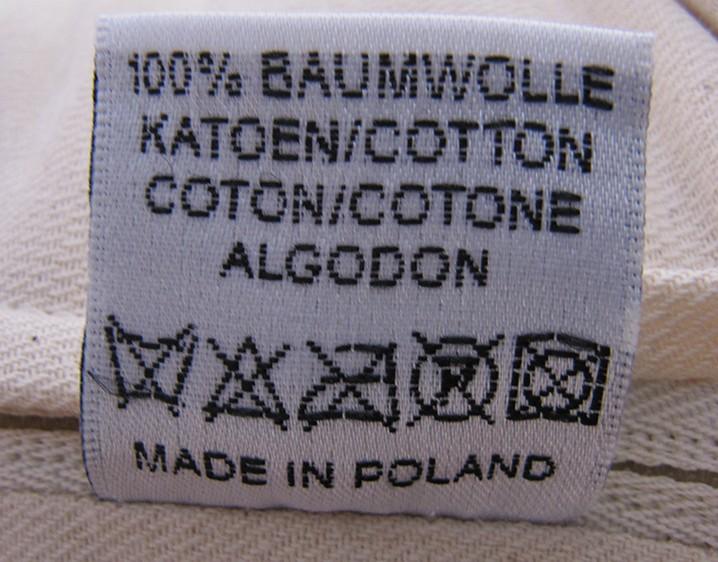 100% BAUMWOLLE
KATOEN/COTTON
COTON/COTONE
ALGODON
MADE IN POLAND